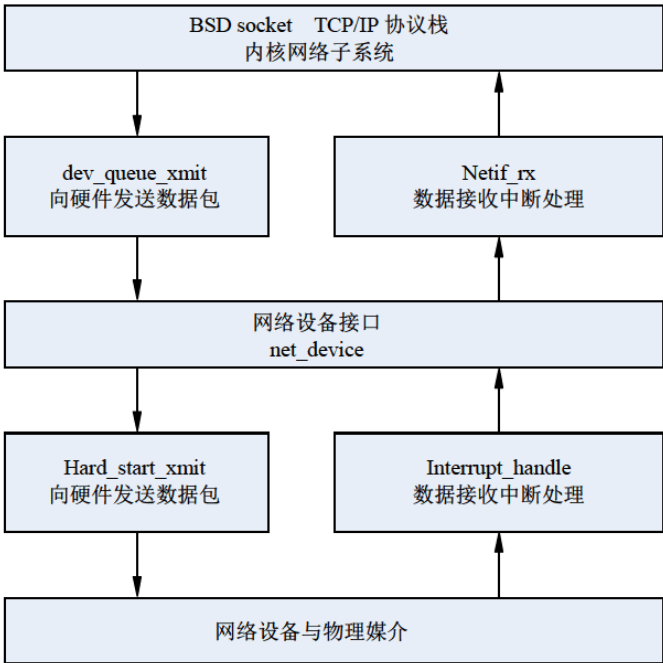 BSD socket TCP/IP 协议栈
内核网络子系统
dev_queue_xmit
向硬件发送数据包
Netif_rx
数据接收中断处理
网络设备接口
net_device
Hard_start_xmit
向硬件发送数据包
Interrupt_handle
数据接收中断处理
网络设备与物理媒介